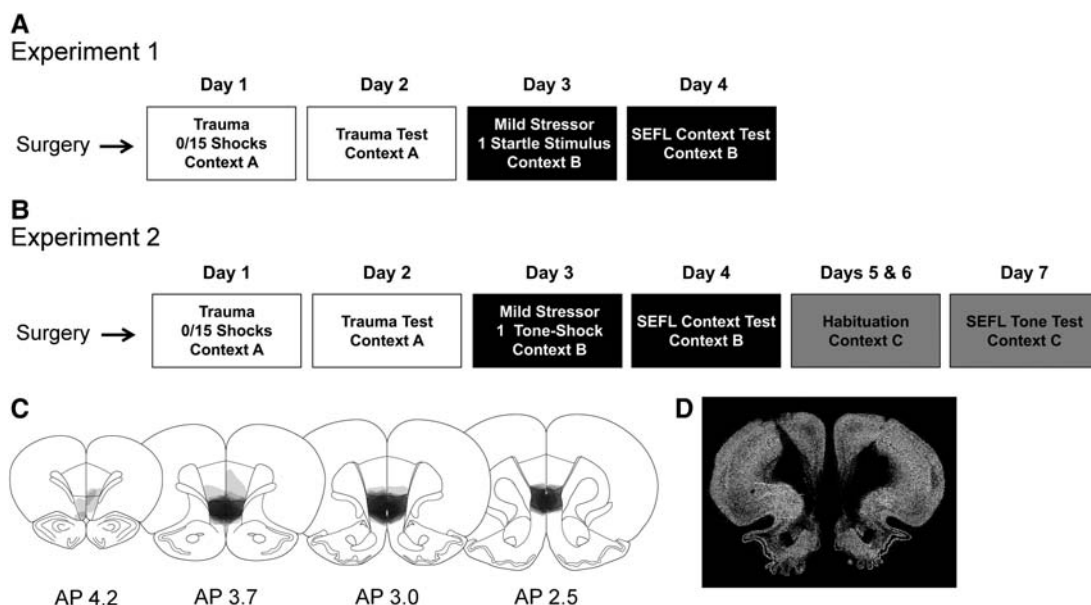 A
Experiment 1
Day 1 Day 2 Day 3 Day 4
Surgery
Trauma
0/15 Shocks
Context A
Trauma Test
Context A
Mild Stressor
1 Startle Stimulus
Context B
SEFL Context Test
Context B
B
Experiment 2
Day 1 Day 2 Day 3 Day 4 Days 5 & 6 Day 7
Surgery
Trauma
0/15 Shocks
Context A
Trauma Test
Context A
Mild Stressor
1 Tone-Shock
Context B
SEFL Context Test
Context B
Habituation
Context C
SEFL Tone Test
Context C
C
D
AP 4.2 AP 3.7 AP 3.0 AP 2.5